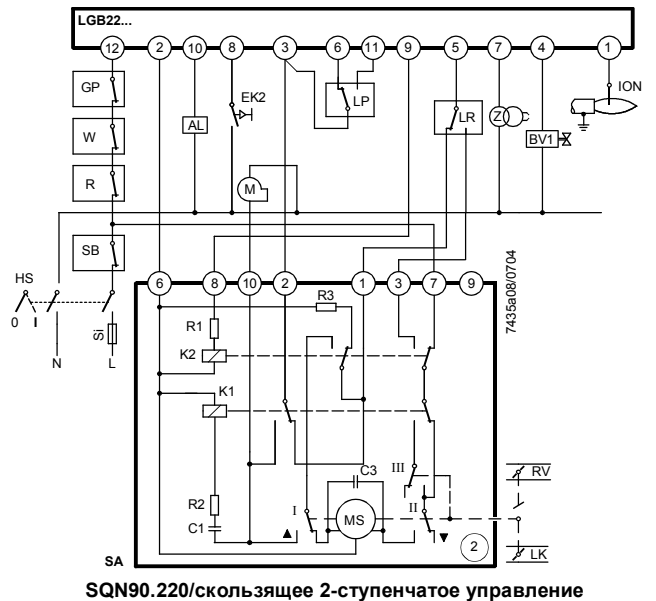 LGB22...
12 2 10 8 3 6 11 9 5 7 4 1
GP
EK2
LP
ION
W
AL
LR
Z
BV1
R
M
SB
HS
0 I
Si
N L
6 8 10 2 1 3 7 9
7435a08/0704
R3
R1
K2
K1
C3
III
RV
R2
I
MS
II
C1
2
SA
LK
SQN90.220/скользящее 2-ступенчатое управление